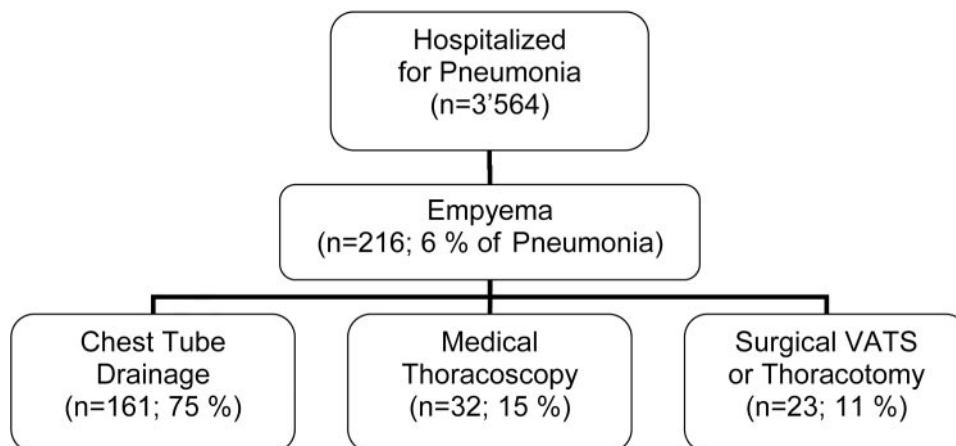 Hospitalized
for Pneumonia
(n=3’564)
Empyema
(n=216; 6 % of Pneumonia)
Chest Tube
Drainage
(n=161; 75 %)
Medical
Thoracoscopy
(n=32; 15 %)
Surgical VATS
or Thoracotomy
(n=23; 11 %)